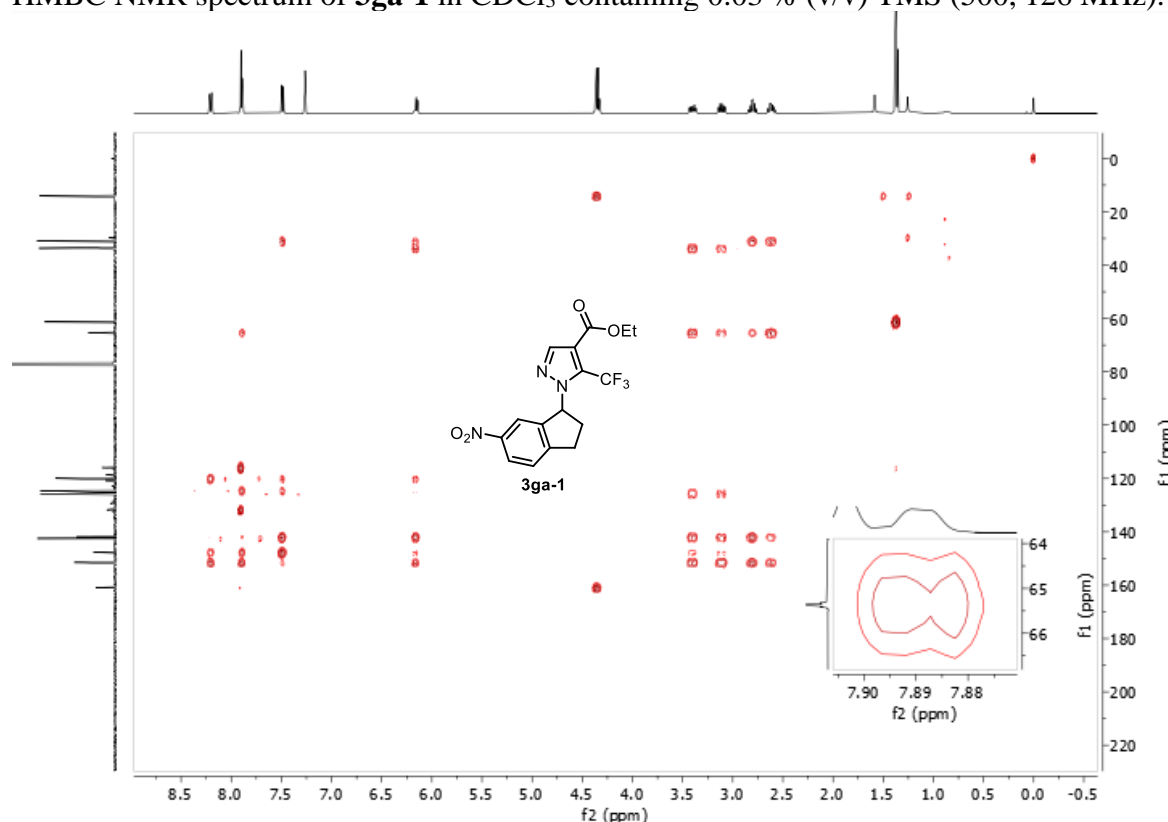 HMBC NMR spectrum of 3ga-1 in CDCl3 containing 0.03 % (v/v) TMS (500, 126 MHz).
0
20
40
60
80
100
120
140
160
180
200
220
f1 (ppm)
O
OEt
N
N
CF3
O2N
3ga-1
64
65
66
f1 (ppm)
7.90 7.89 7.88
f2 (ppm)
8.5 8.0 7.5 7.0 6.5 6.0 5.5 5.0 4.5 4.0 3.5 3.0 2.5 2.0 1.5 1.0 0.5 0.0 -0.5
f2 (ppm)